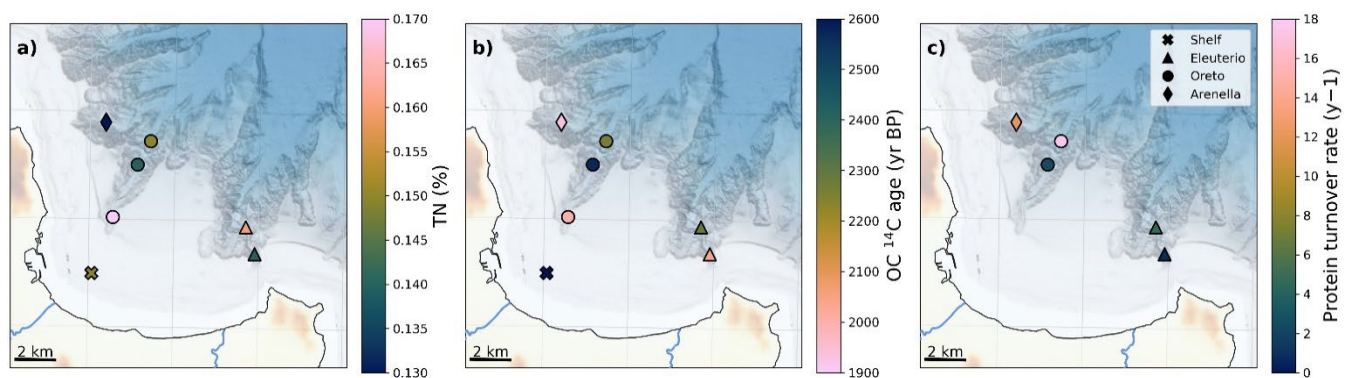 a)
2 km
0.170
0.165
0.160
0.155
0.150
0.145
0.140
0.135
0.130
TN (%)
b)
2 km
2600
2500
2400
2300
2200
2100
2000
1900
OC ¹⁴C age (yr BP)
c)
Shelf
Eleuterio
Oreto
Arenella
2 km
18
16
14
12
10
8
6
4
2
0
Protein turnover rate (y−1)